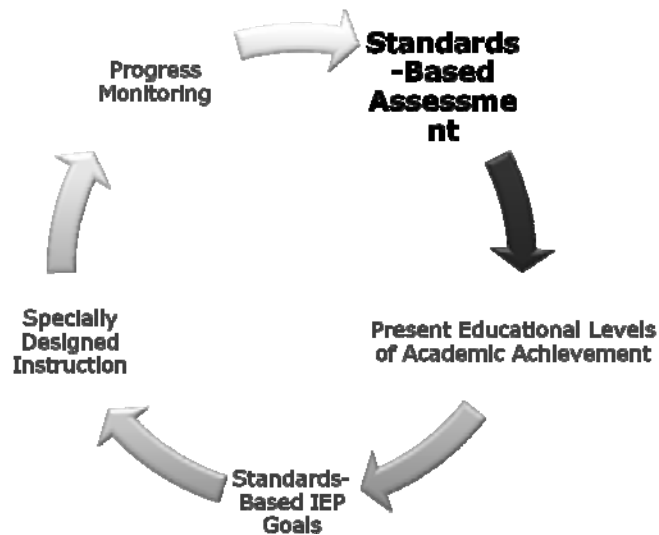 Standards
-Based
Assessme
nt
Present Educational Levels
of Academic Achievement
Standards-
Based IEP
Goals
Specially
Designed
Instruction
Progress
Monitoring